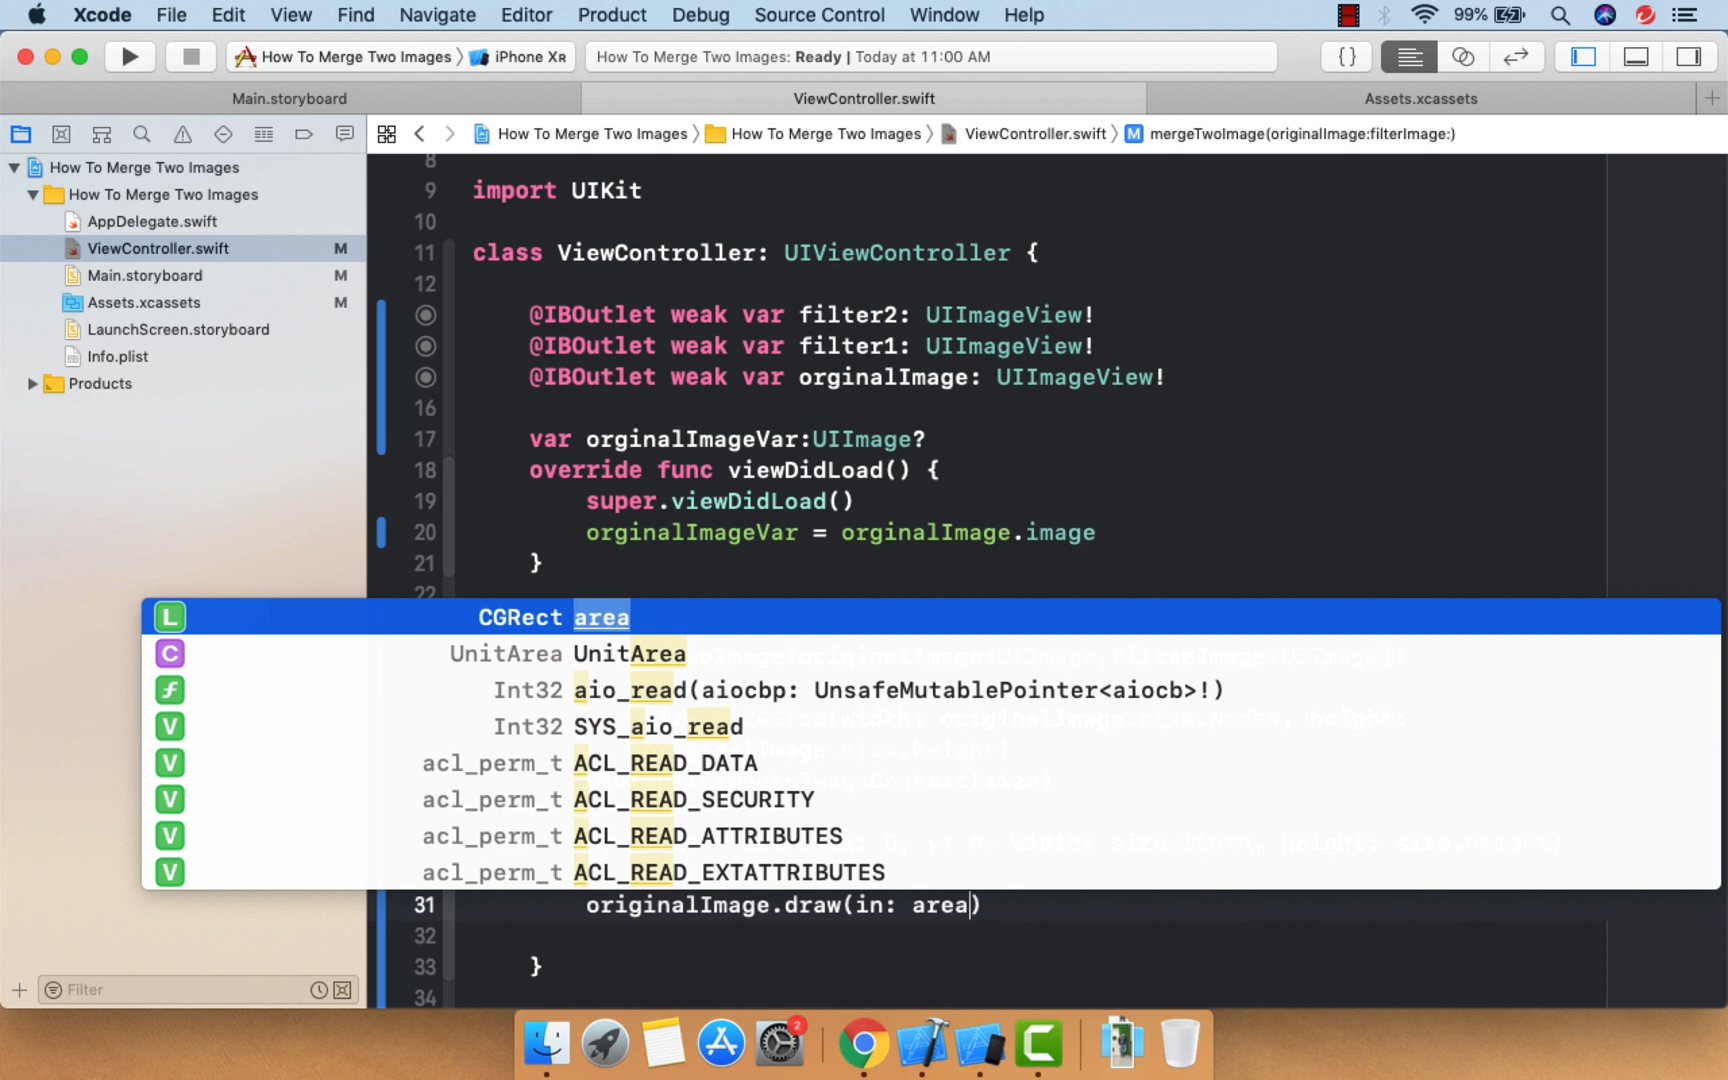 Xcode File Edit View Find Navigate Editor Product Debug Source Control Window Help 99%
How To Merge Two Images iPhone XR How To Merge Two Images: Ready | Today at 11:00 AM {}
Main.storyboard ViewController.swift Assets.xcassets
How To Merge Two Images How To Merge Two Images ViewController.swift M mergeTwoImage(originalImage:filterImage:)
How To Merge Two Images
How To Merge Two Images
AppDelegate.swift
ViewController.swift M
Main.storyboard M
Assets.xcassets M
LaunchScreen.storyboard
Info.plist
Products
Filter
8
9 import UIKit
10
11 class ViewController: UIViewController {
12
@IBOutlet weak var filter2: UIImageView!
@IBOutlet weak var filter1: UIImageView!
@IBOutlet weak var orginalImage: UIImageView!
16
17 var orginalImageVar:UIImage?
18 override func viewDidLoad() {
19 super.viewDidLoad()
20 orginalImageVar = orginalImage.image
21 }
22
L CGRect area
C UnitArea UnitArea
f Int32 aio_read(aiocbp: UnsafeMutablePointer<aiocb>!)
V Int32 SYS_aio_read
V acl_perm_t ACL_READ_DATA
V acl_perm_t ACL_READ_SECURITY
V acl_perm_t ACL_READ_ATTRIBUTES
V acl_perm_t ACL_READ_EXTATTRIBUTES
31 originalImage.draw(in: area)
32
33 }
34
2